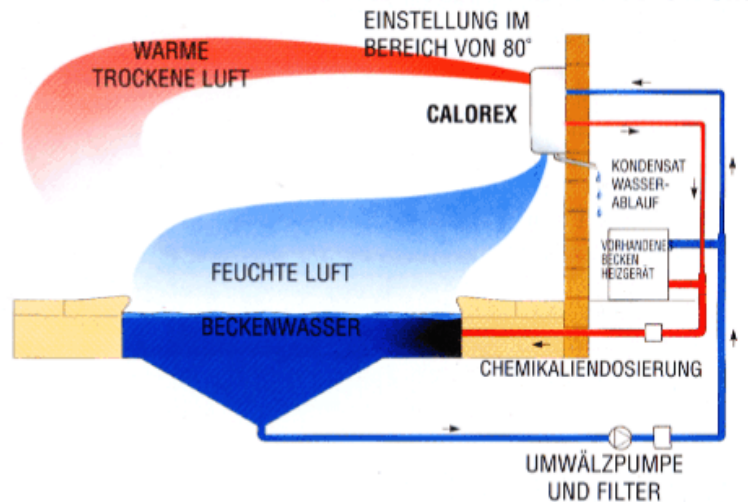 EINSTELLUNG IM
BEREICH VON 80°
WARME
TROCKENE LUFT
CALOREX
KONDENSAT
WASSER-
ABLAUF
VORHANDENER
BECKEN
HEIZGERÄT
FEUCHTE LUFT
BECKENWASSER
CHEMIKALIENDOSIERUNG
UMWÄLZPUMPE
UND FILTER